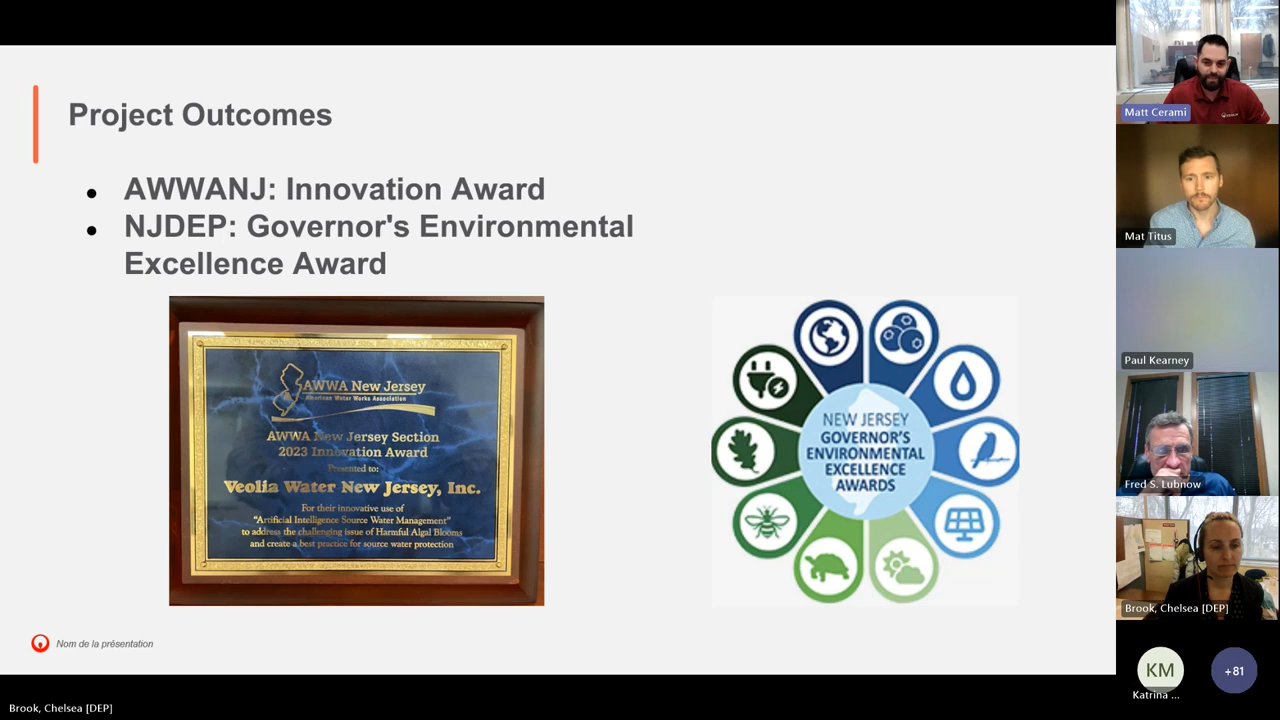 Project Outcomes
● AWWANJ: Innovation Award
● NJDEP: Governor's Environmental
Excellence Award
AWWA New Jersey
American Water Works Association
AWWA New Jersey Section
2023 Innovation Award
Presented to:
Veolia Water New Jersey, Inc.
For their innovative use of
"Artificial Intelligence Source Water Management"
to address the challenging issue of Harmful Algal Blooms
and create a best practice for source water protection
NEW JERSEY
GOVERNOR'S
ENVIRONMENTAL
EXCELLENCE
AWARDS
Nom de la présentation
Matt Cerami
Mat Titus
Paul Kearney
Fred S. Lubnow
Brook, Chelsea [DEP]
KM
Katrina ...
+81
Brook, Chelsea [DEP]